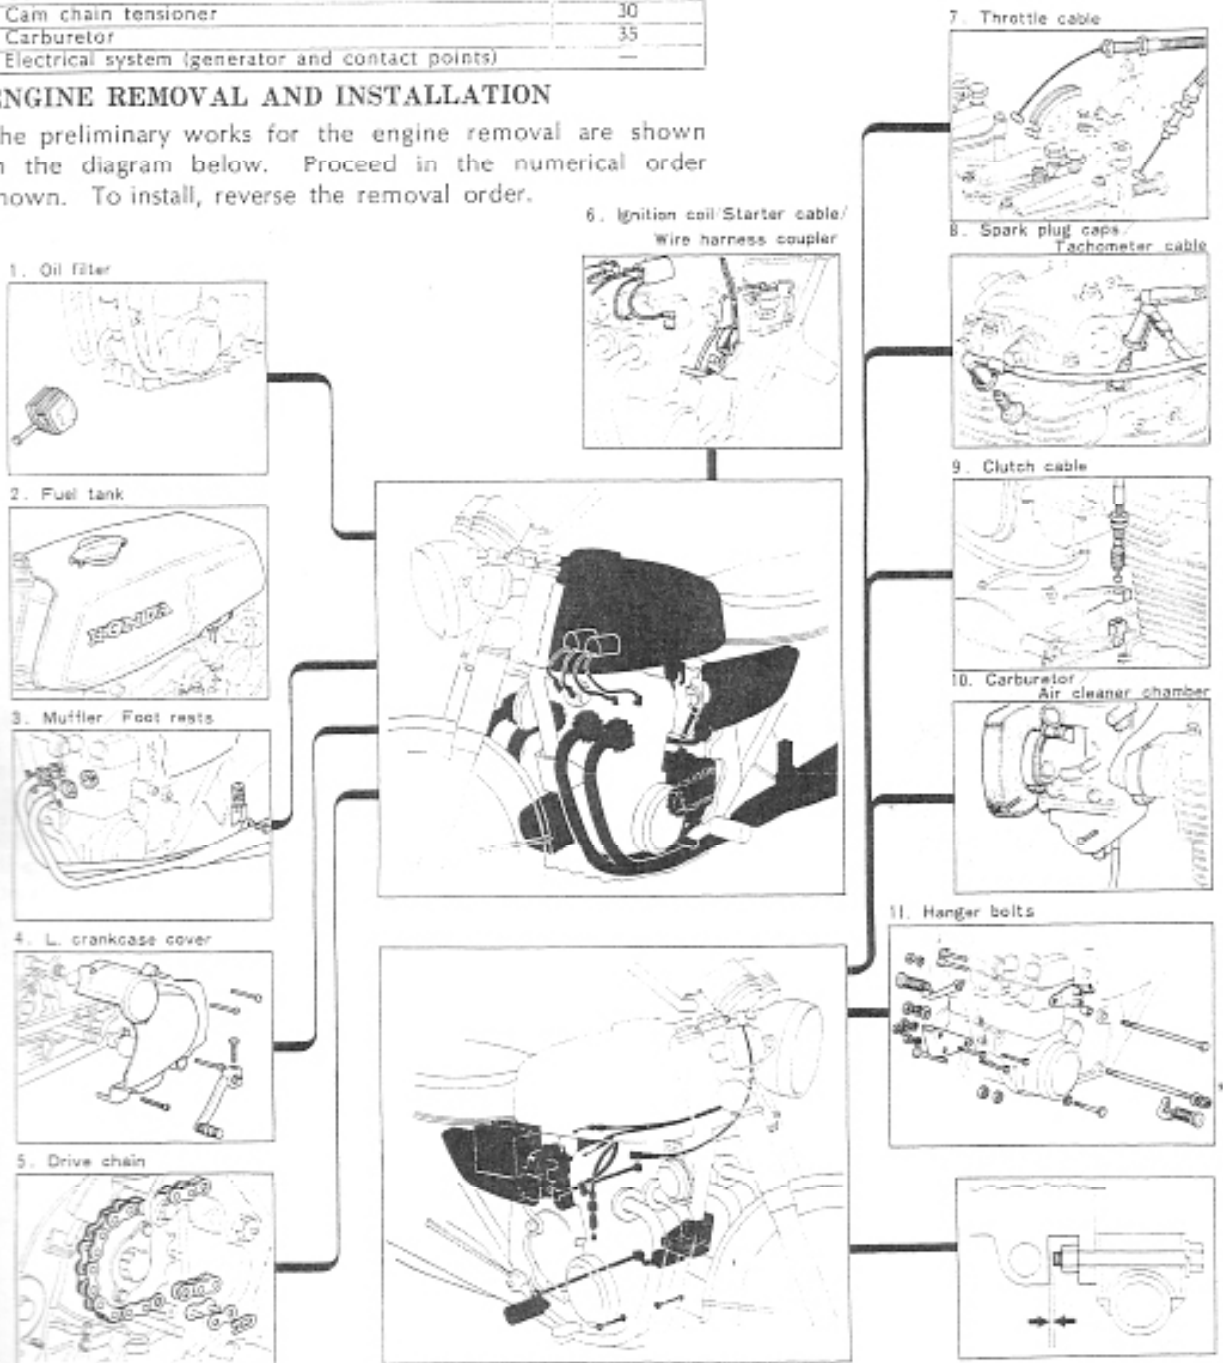 Cam chain tensioner 30
Carburetor 35
Electrical system (generator and contact points) —
ENGINE REMOVAL AND INSTALLATION
he preliminary works for the engine removal are shown
n the diagram below. Proceed in the numerical order
hown. To install, reverse the removal order.
1. Oil filter
2. Fuel tank
HONDA
3. Muffler/Foot rests
4. L. crankcase cover
5. Drive chain
6. Ignition coil/Starter cable/
Wire harness coupler
7. Throttle cable
8. Spark plug caps/
Tachometer cable
9. Clutch cable
10. Carburetor/
Air cleaner chamber
11. Hanger bolts